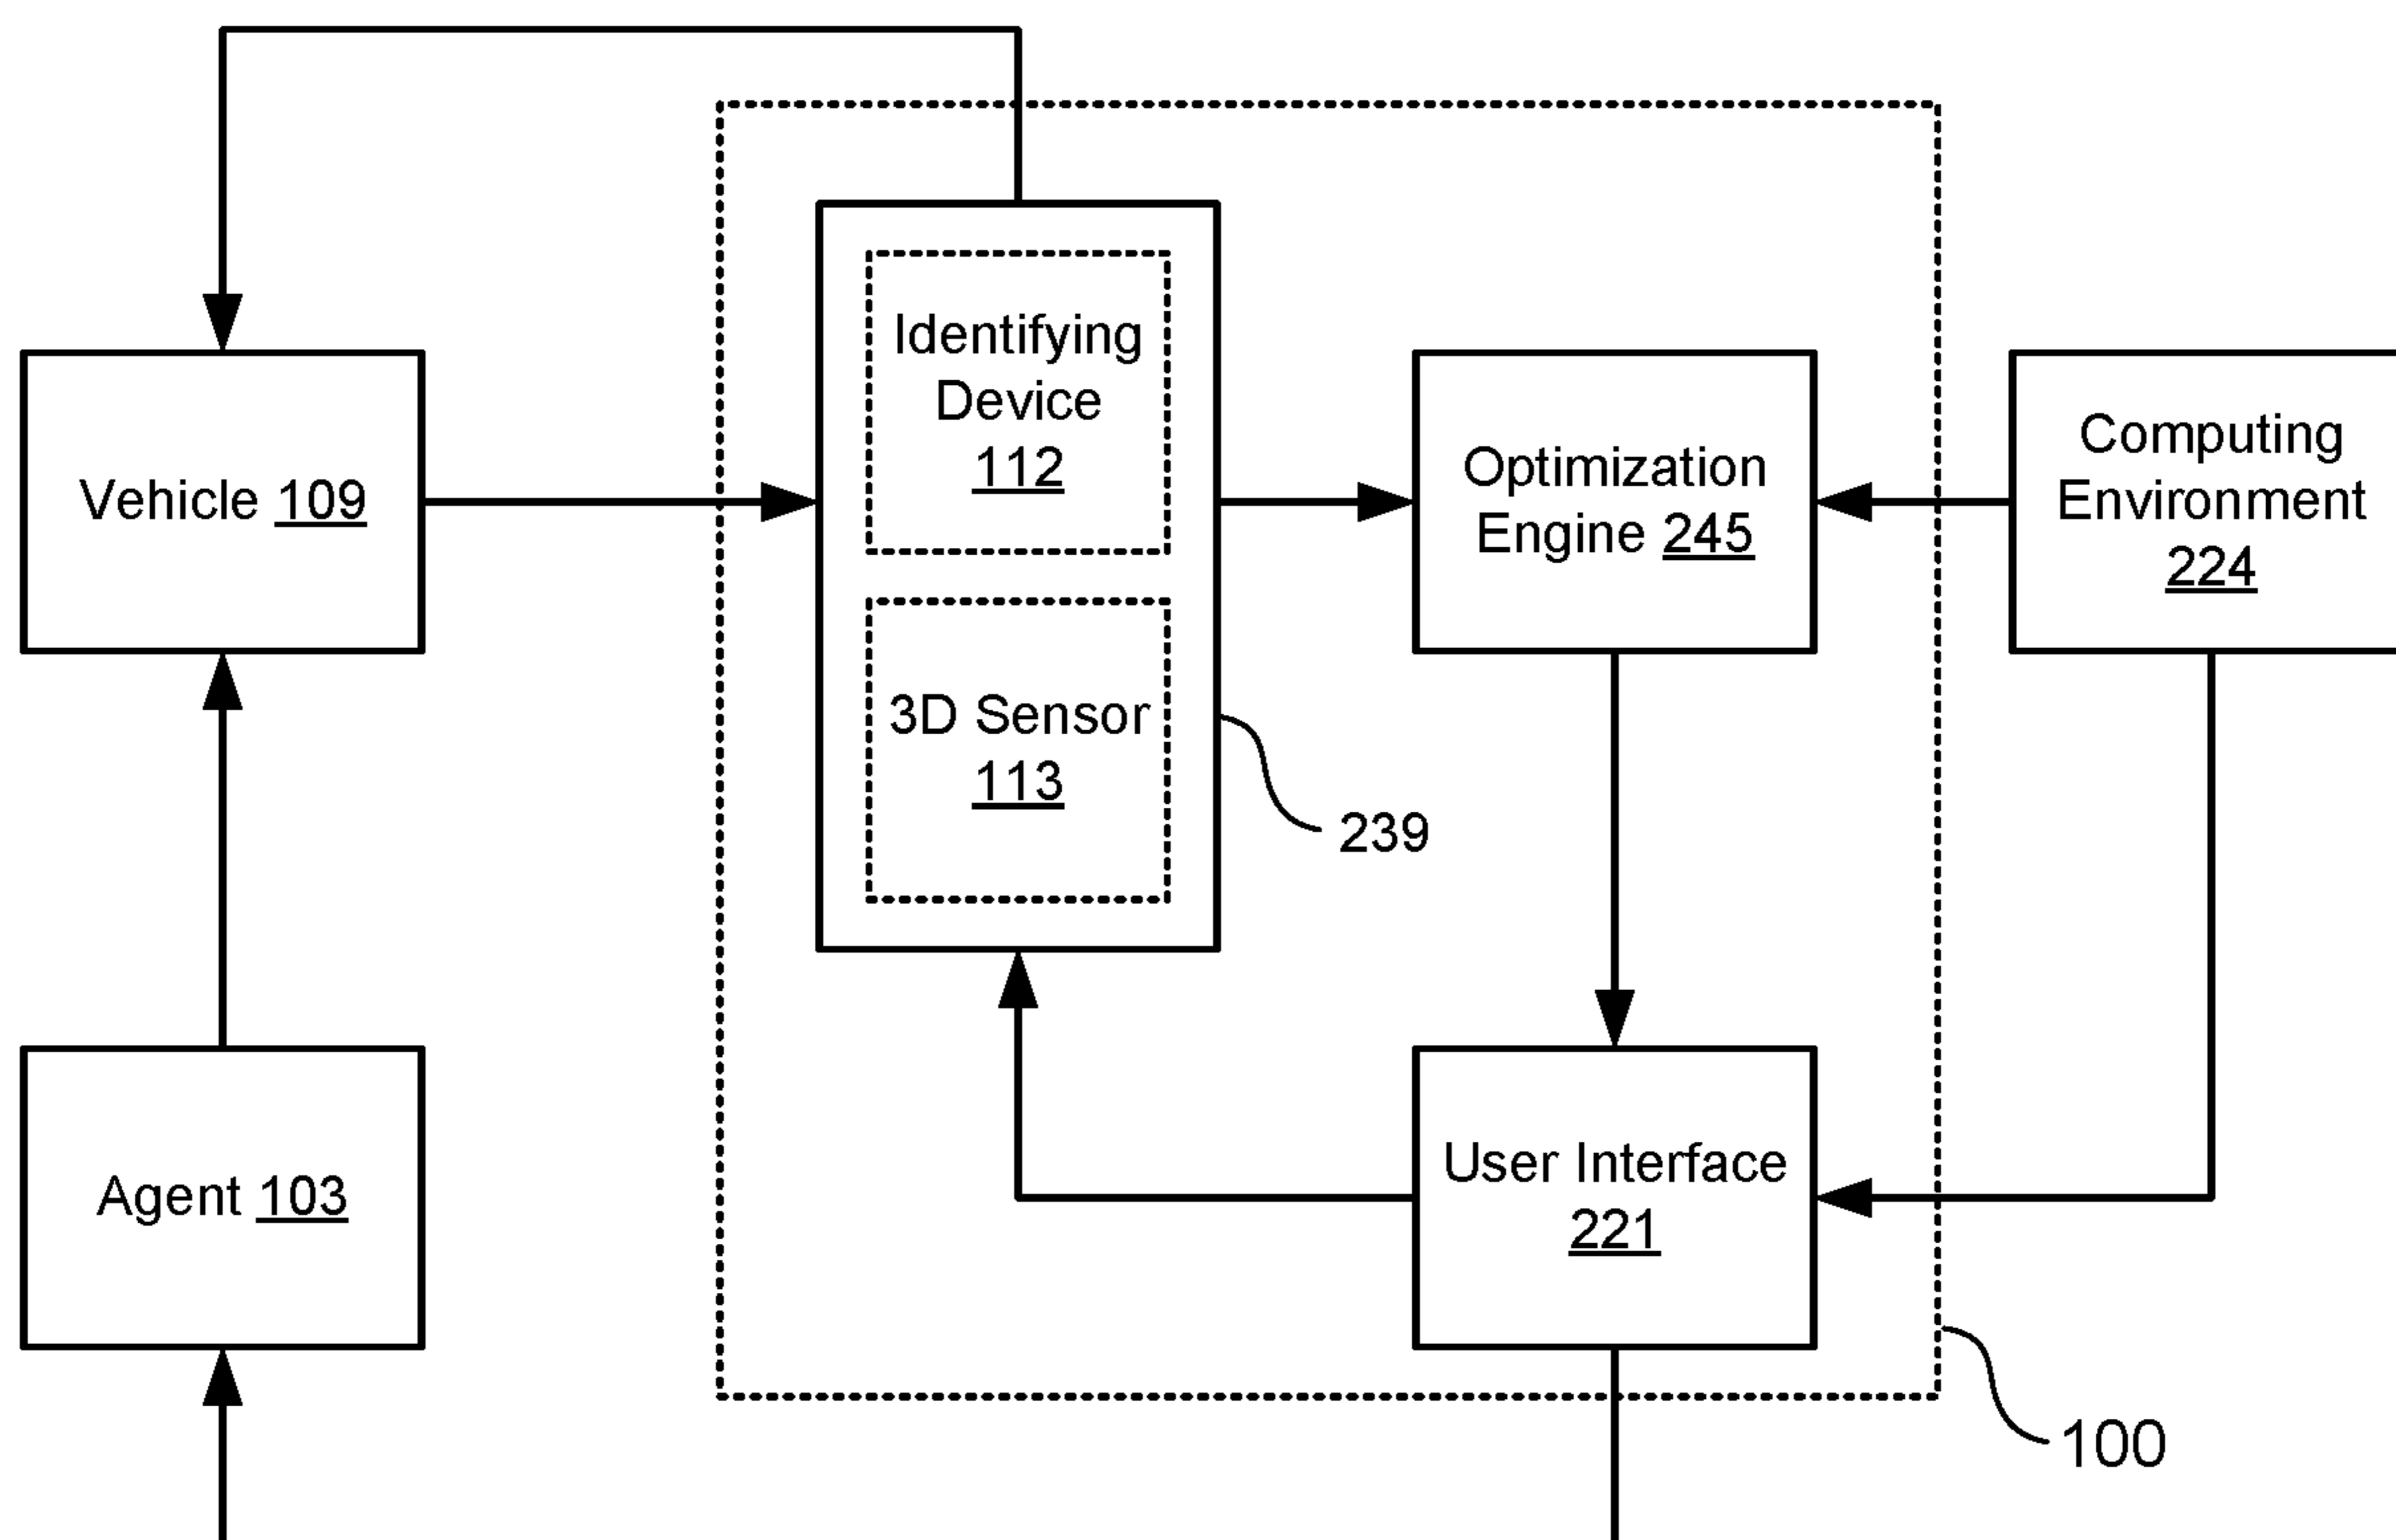 Identifying
Device
112
Vehicle 109
Optimization
Engine 245
Computing
Environment
224
3D Sensor
113
239
Agent 103
User Interface
221
100